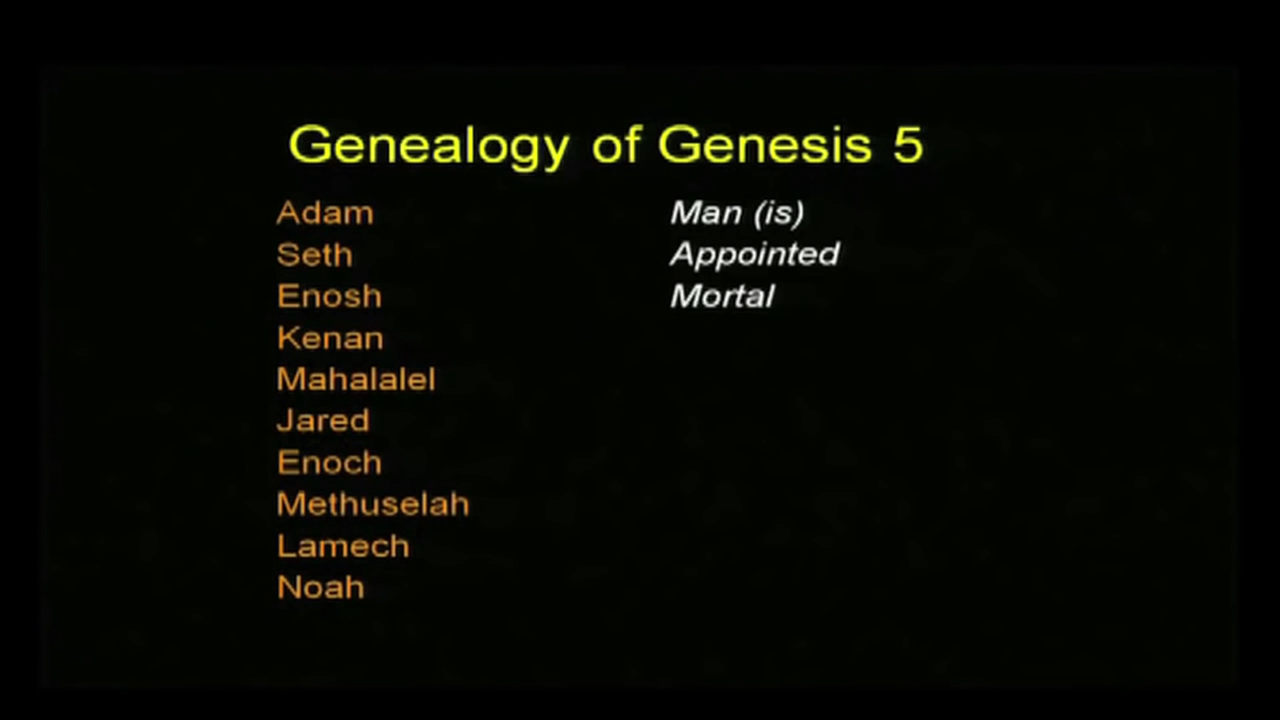 Genealogy of Genesis 5
Adam Man (is)
Seth Appointed
Enosh Mortal
Kenan
Mahalalel
Jared
Enoch
Methuselah
Lamech
Noah